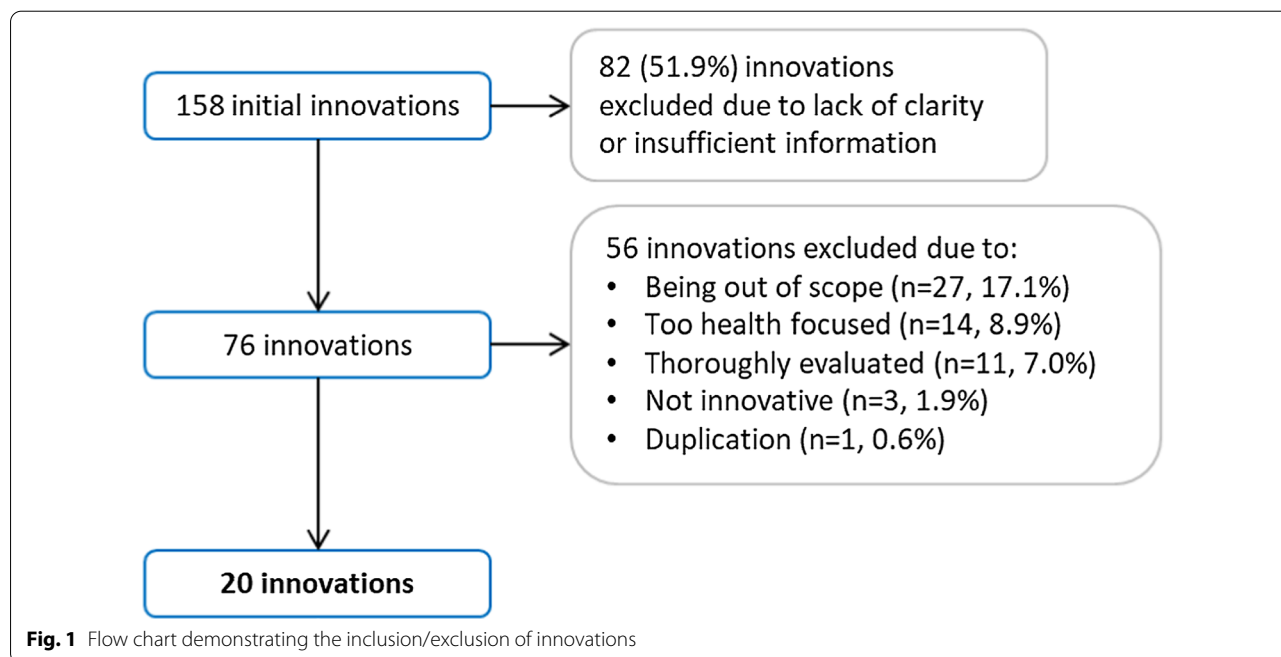 158 initial innovations
82 (51.9%) innovations
excluded due to lack of clarity
or insufficient information
76 innovations
56 innovations excluded due to:
• Being out of scope (n=27, 17.1%)
• Too health focused (n=14, 8.9%)
• Thoroughly evaluated (n=11, 7.0%)
• Not innovative (n=3, 1.9%)
• Duplication (n=1, 0.6%)
20 innovations
Fig. 1 Flow chart demonstrating the inclusion/exclusion of innovations